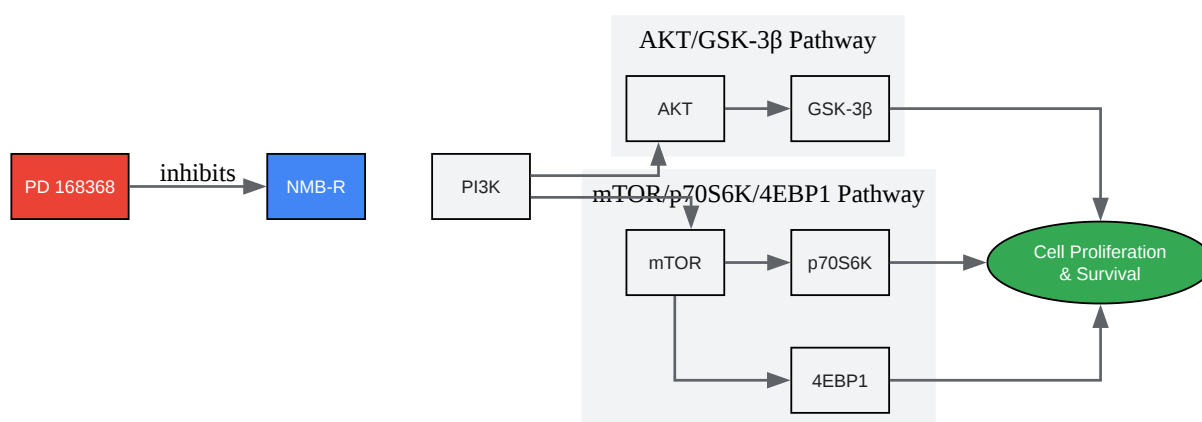 AKT/GSK-3β Pathway
AKT
GSK-3β
PD 168368
inhibits
NMB-R
PI3K
mTOR/p70S6K/4EBP1 Pathway
mTOR
p70S6K
Cell Proliferation
& Survival
4EBP1